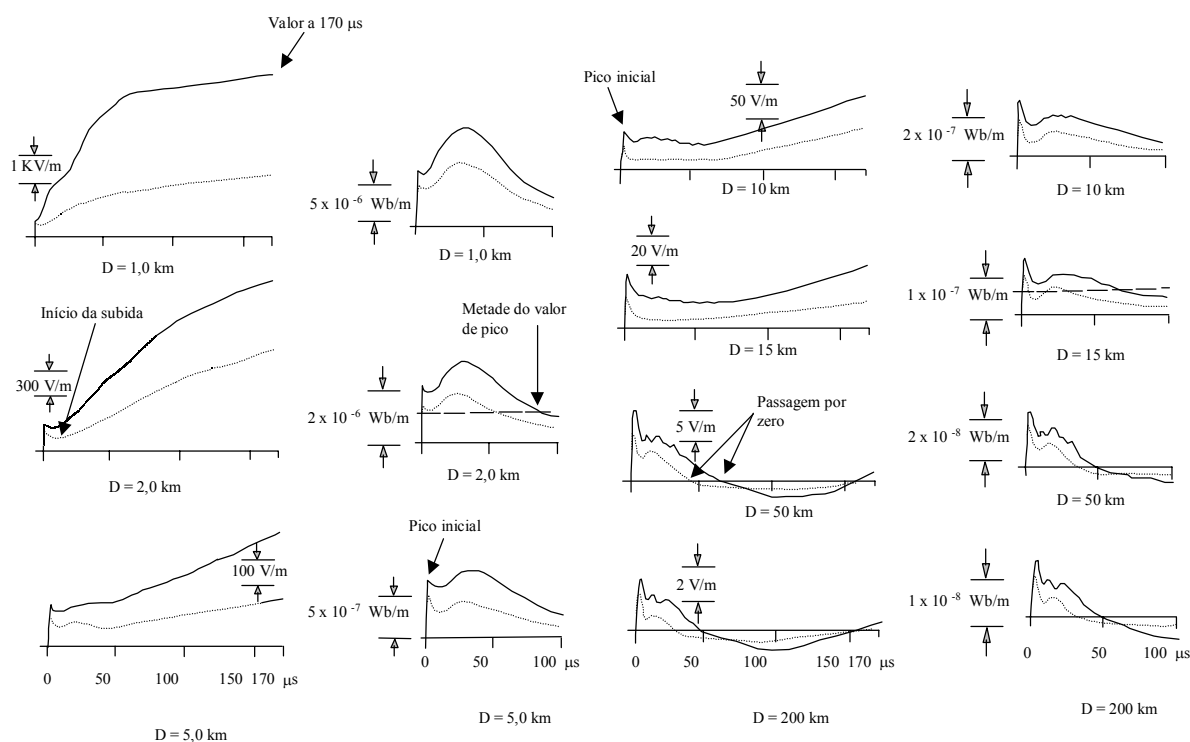 Valor a 170 µs
1 KV/m
D = 1,0 km
5 x 10 -6 Wb/m
D = 1,0 km
Início da subida
300 V/m
D = 2,0 km
Metade do valor
de pico
2 x 10 -6 Wb/m
D = 2,0 km
100 V/m
0 50 100 150 170 µs
D = 5,0 km
Pico inicial
5 x 10 -7 Wb/m
0 50 100 µs
D = 5,0 km
Pico inicial
50 V/m
D = 10 km
2 x 10 -7 Wb/m
D = 10 km
20 V/m
D = 15 km
1 x 10 -7 Wb/m
D = 15 km
5 V/m
Passagem por
zero
D = 50 km
2 x 10 -8 Wb/m
D = 50 km
2 V/m
0 50 100 150 170 µs
D = 200 km
1 x 10 -8 Wb/m
0 50 100 µs
D = 200 km